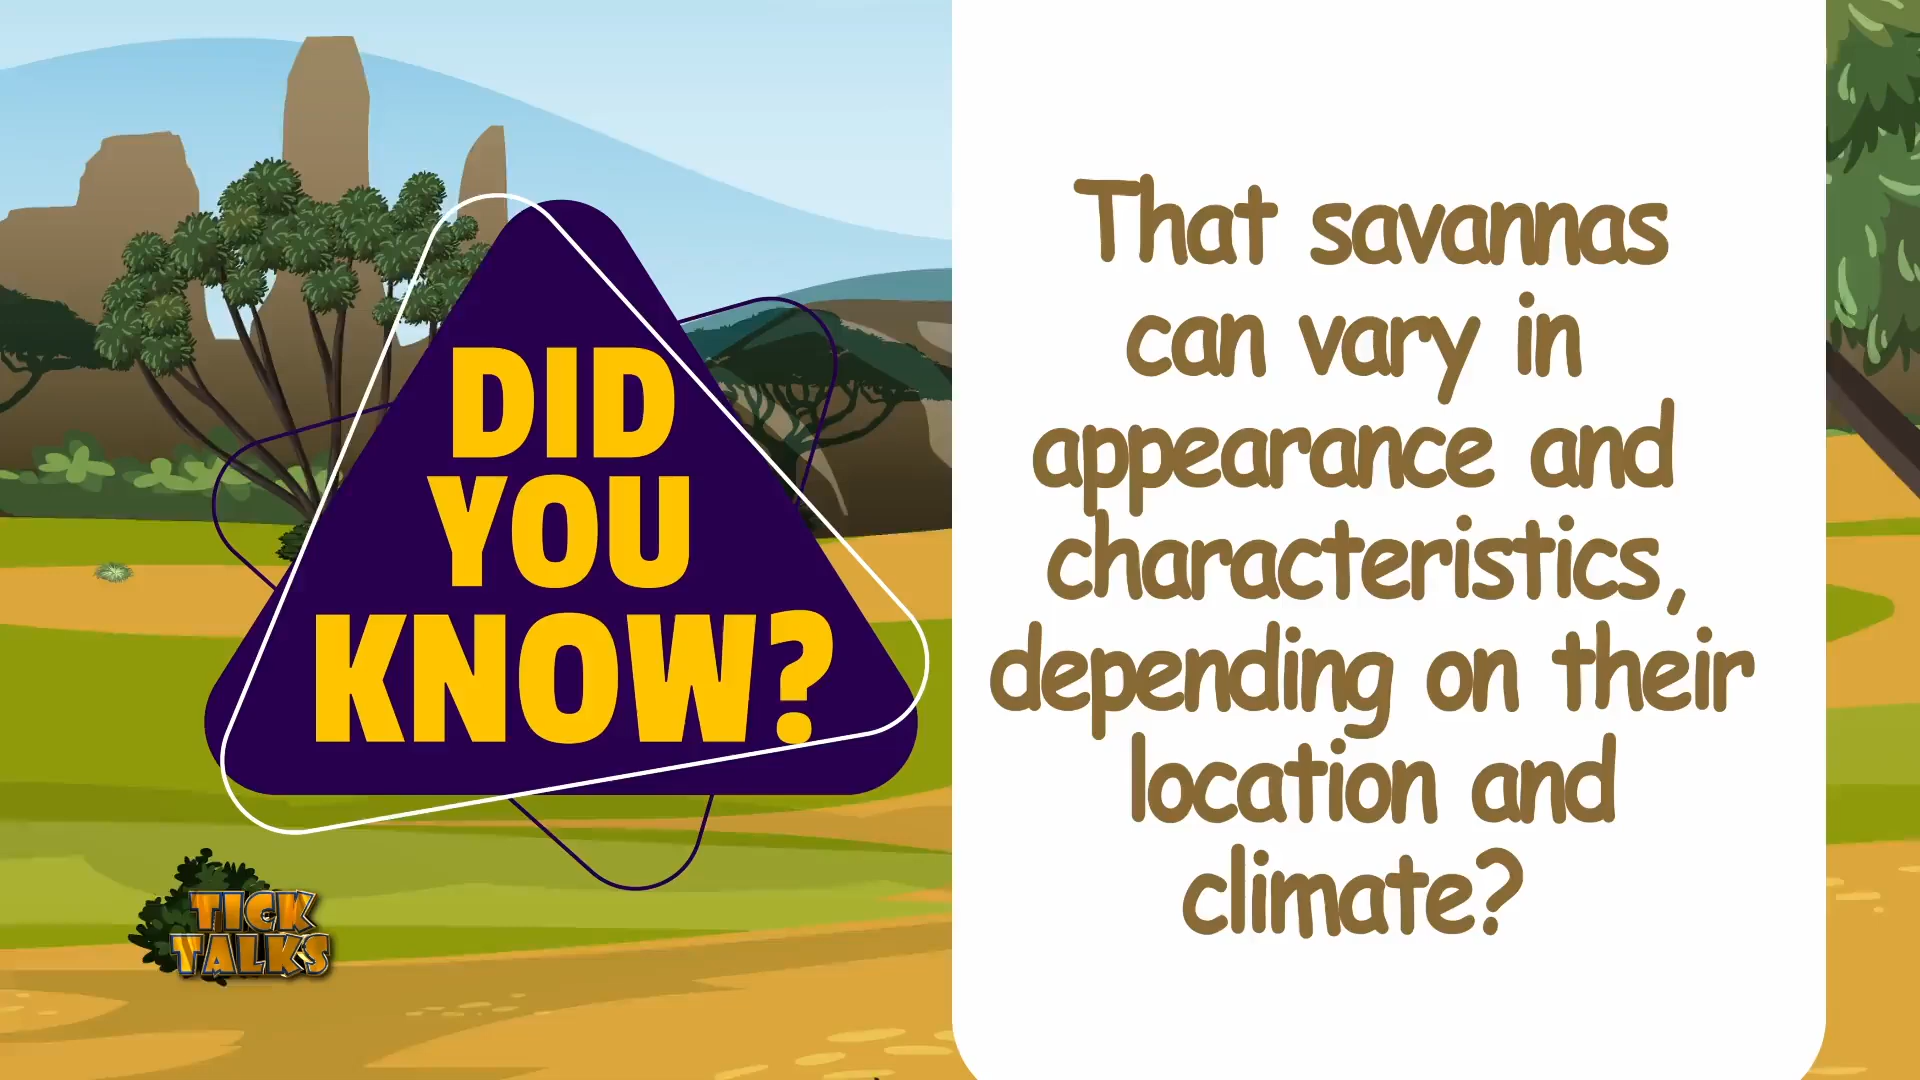 DID
YOU
KNOW?
That savannas
can vary in
appearance and
characteristics,
depending on their
location and
climate?
TICK
TALKS